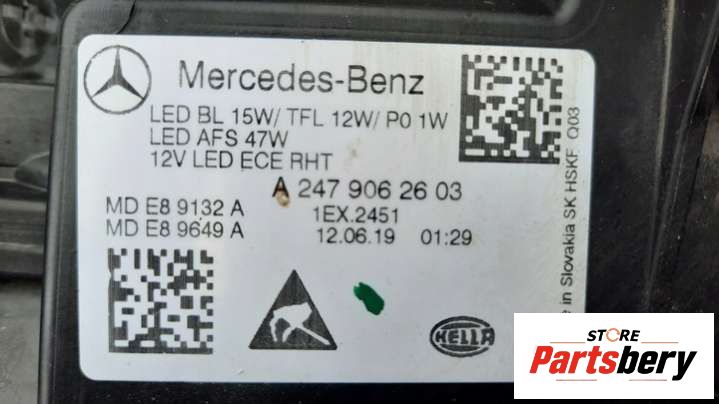 Mercedes-Benz
LED BL 15W/ TFL 12W/ PO 1W
LED AFS 47W
12V LED ECE RHT
A 247 906 26 03
MD E8 9132 A
1EX.2451
MD E8 9649 A
12.06.19 01:29
HELLA
e in Slovakia SK HSKF Q03
STORE
Partsbery